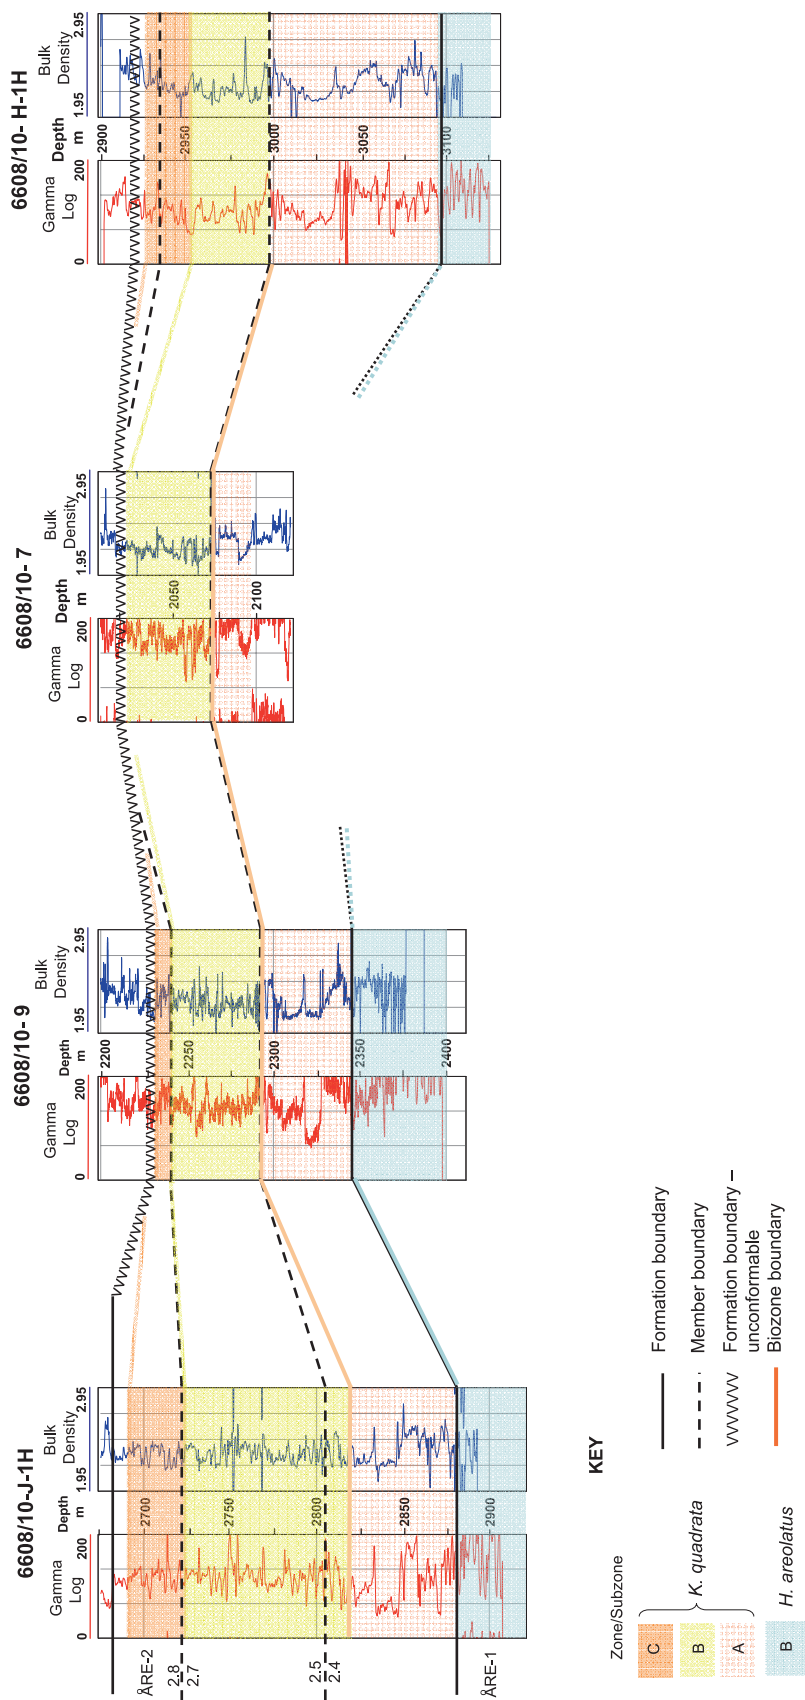 6608/10-J-1H
Gamma Log
Depth m
Bulk Density
0
200
1.95
2.95
2700
2750
2800
2850
2900
ÅRE-2
2.8
2.7
2.5
2.4
ÅRE-1
6608/10- 9
Gamma Log
Depth m
Bulk Density
0
200
1.95
2.95
2200
2250
2300
2350
2400
6608/10- 7
Gamma Log
Depth m
Bulk Density
0
200
1.95
2.95
2050
2100
6608/10- H-1H
Gamma Log
Depth m
Bulk Density
0
200
1.95
2.95
2900
2950
3000
3050
3100
KEY
Zone/Subzone
C
B
A
K. quadrata
B
H. areolatus
Formation boundary
Member boundary
Formation boundary –
unconformable
Biozone boundary